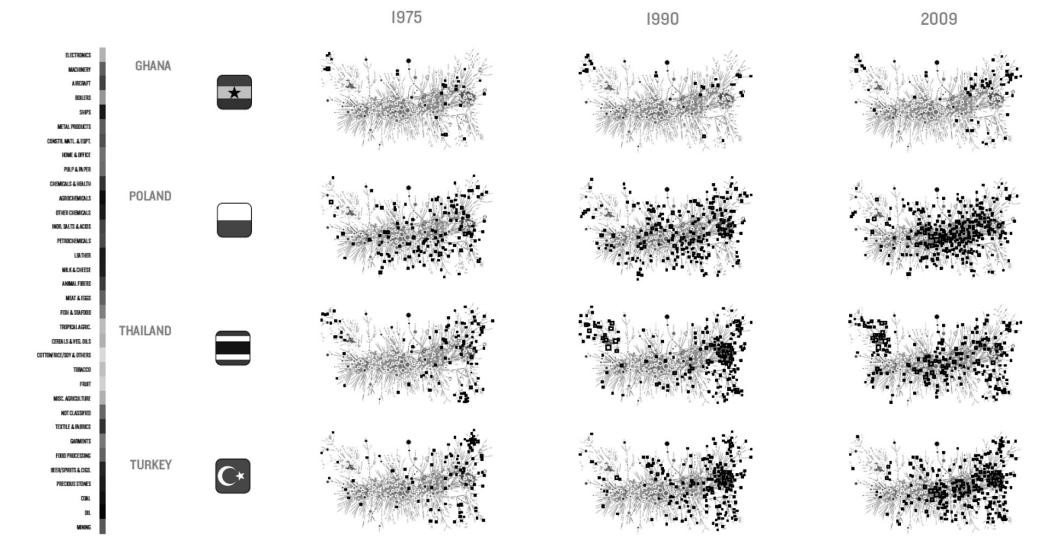 1975
1990
2009
ELECTRONICS
MACHINERY
AIRCRAFT
BOILERS
SHIPS
METAL PRODUCTS
CONSTR. MATL. & EQPT.
HOME & OFFICE
PULP & PAPER
CHEMICALS & HEALTH
AGROCHEMICALS
OTHER CHEMICALS
INOR. SALTS & ACIDS
PETROCHEMICALS
LEATHER
MILK & CHEESE
ANIMAL FIBERS
MEAT & EGGS
FISH & SEAFOOD
TROPICAL AGRIC.
CEREALS & VEG. OILS
COTTON/RICE/SOY & OTHERS
TOBACCO
FRUIT
MISC. AGRICULTURE
NOT CLASSIFIED
TEXTILE & FABRICS
GARMENTS
FOOD PROCESSING
BEER/SPIRITS & CIGS.
PRECIOUS STONES
COAL
OIL
MINING
GHANA
POLAND
THAILAND
TURKEY